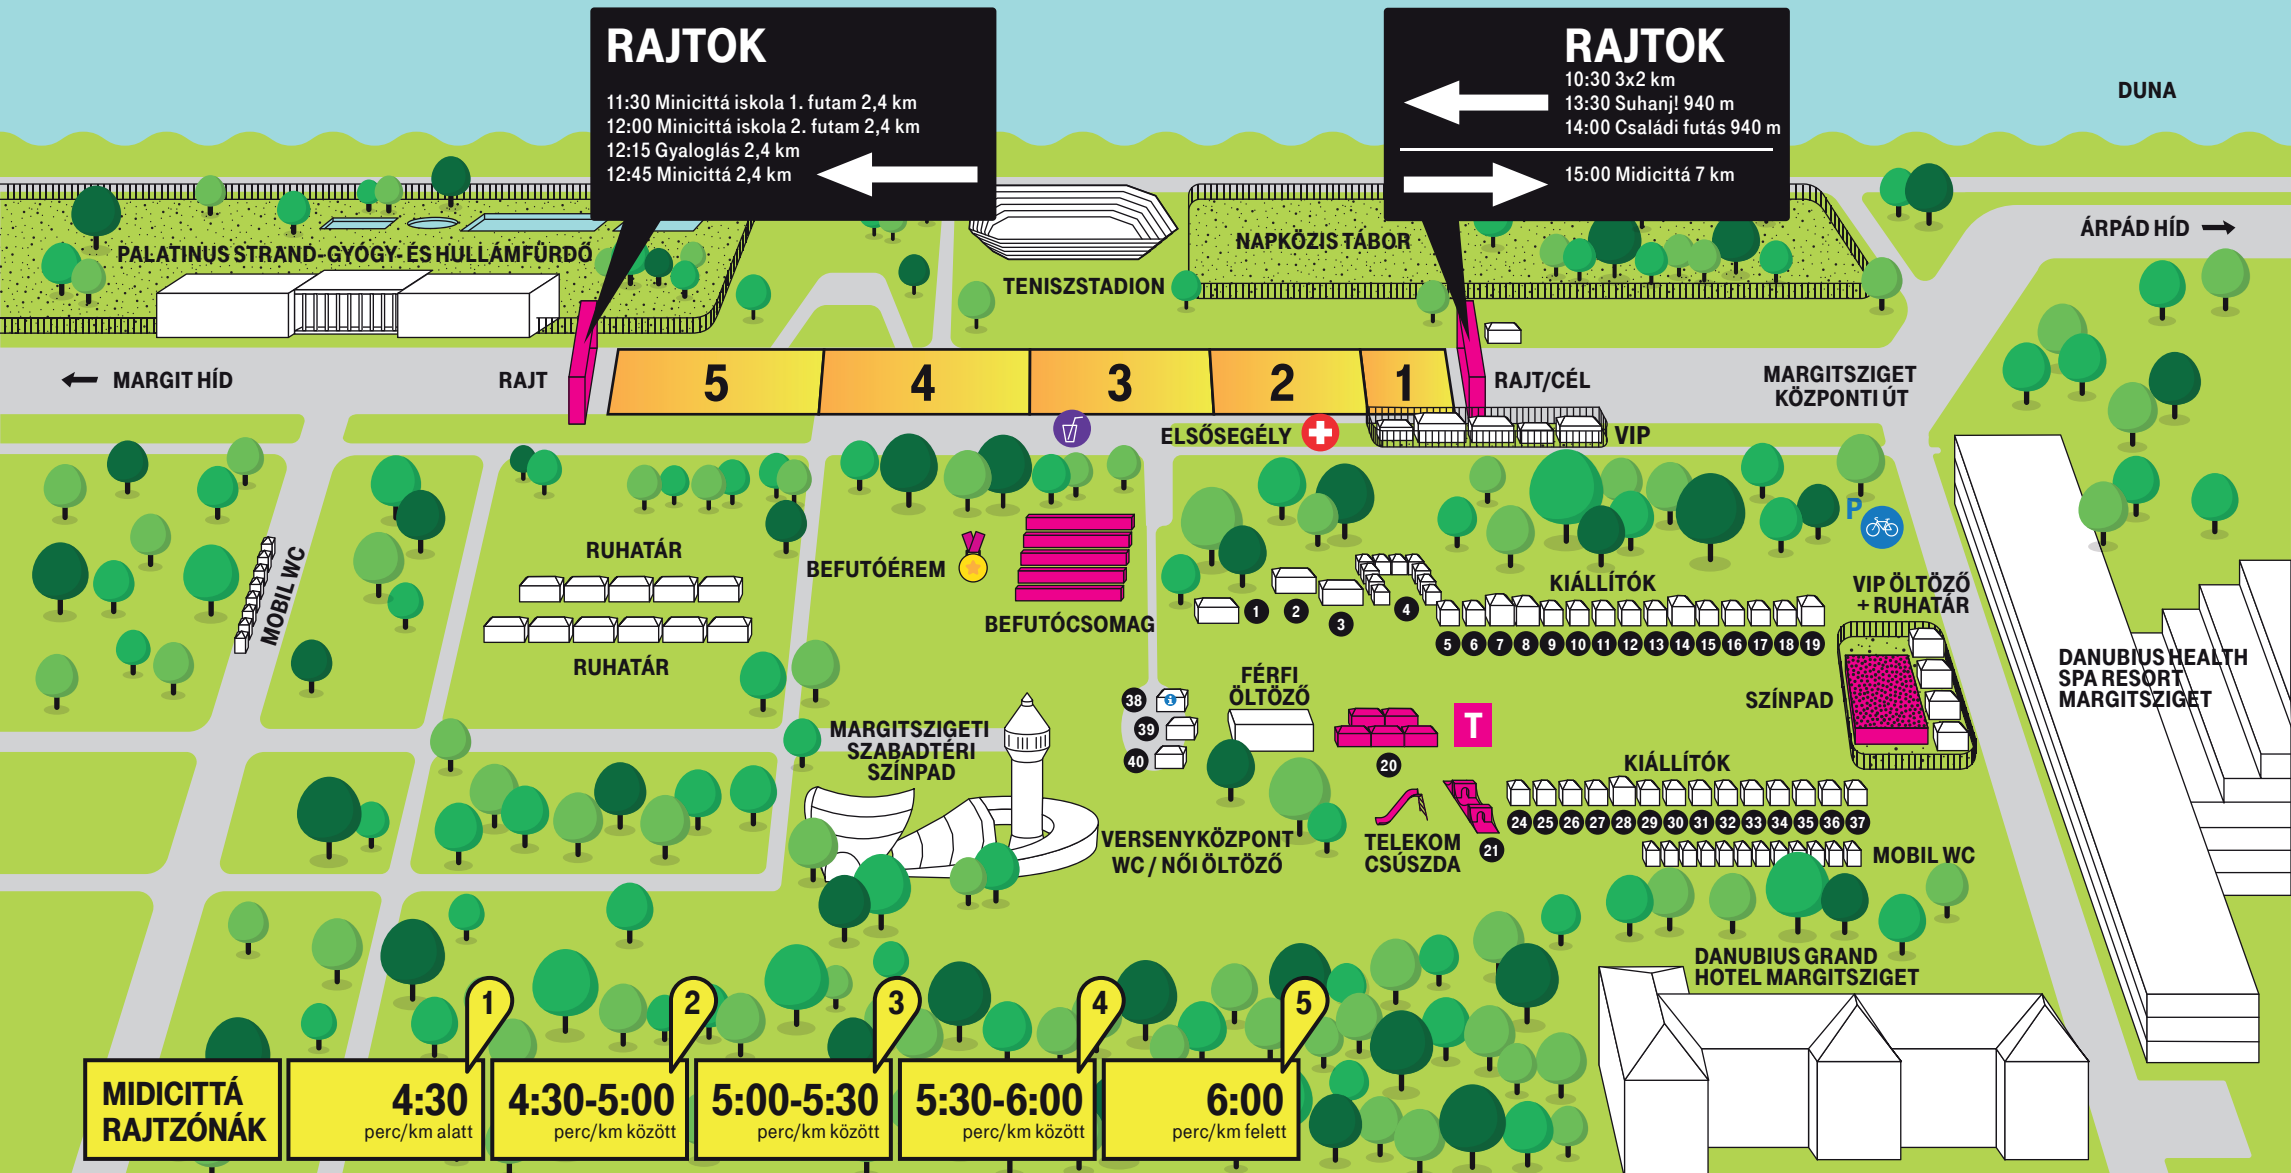 RAJTOK
11:30 Minicittá iskola 1. futam 2,4 km
12:00 Minicittá iskola 2. futam 2,4 km
12:15 Gyaloglás 2,4 km
12:45 Minicittá 2,4 km
RAJTOK
10:30 3x2 km
13:30 Suhanj! 940 m
14:00 Családi futás 940 m
15:00 Midicittá 7 km
DUNA
ÁRPÁD HÍD
PALATINUS STRAND-GYÓGY- ÉS HULLÁMFÜRDŐ
TENISZSTADION
NAPKÖZIS TÁBOR
MARGIT HÍD
RAJT
5
4
3
2
1
RAJT/CÉL
MARGITSZIGET
KÖZPONTI ÚT
ELSŐSEGÉLY
VIP
MOBIL WC
RUHATÁR
RUHATÁR
BEFUTÓÉREM
BEFUTÓCSOMAG
1
2
3
4
KIÁLLÍTÓK
5 6 7 8 9 10 11 12 13 14 15 16 17 18 19
P
VIP ÖLTÖZŐ
+ RUHATÁR
SZÍNPAD
DANUBIUS HEALTH
SPA RESORT
MARGITSZIGET
MARGITSZIGETI
SZABADTÉRI
SZÍNPAD
38
i
39
40
FÉRFI
ÖLTÖZŐ
T
20
VERSENYKÖZPONT
WC / NŐI ÖLTÖZŐ
TELEKOM
CSÚSZDA
21
KIÁLLÍTÓK
24 25 26 27 28 29 30 31 32 33 34 35 36 37
MOBIL WC
DANUBIUS GRAND
HOTEL MARGITSZIGET
MIDICITTÁ
RAJTZÓNÁK
1
4:30
perc/km alatt
2
4:30-5:00
perc/km között
3
5:00-5:30
perc/km között
4
5:30-6:00
perc/km között
5
6:00
perc/km felett